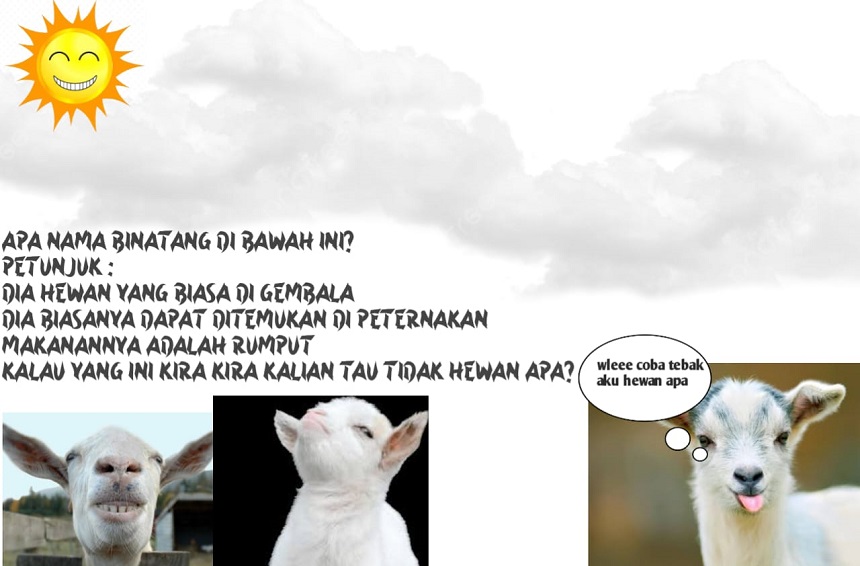 APA NAMA BINATANG DI BAWAH INI?
PETUNJUK :
DIA HEWAN YANG BIASA DI GEMBALA
DIA BIASANYA DAPAT DITEMUKAN DI PETERNAKAN
MAKANANNYA ADALAH RUMPUT
KALAU YANG INI KIRA KIRA KALIAN TAU TIDAK HEWAN APA?
wleee coba tebak
aku hewan apa